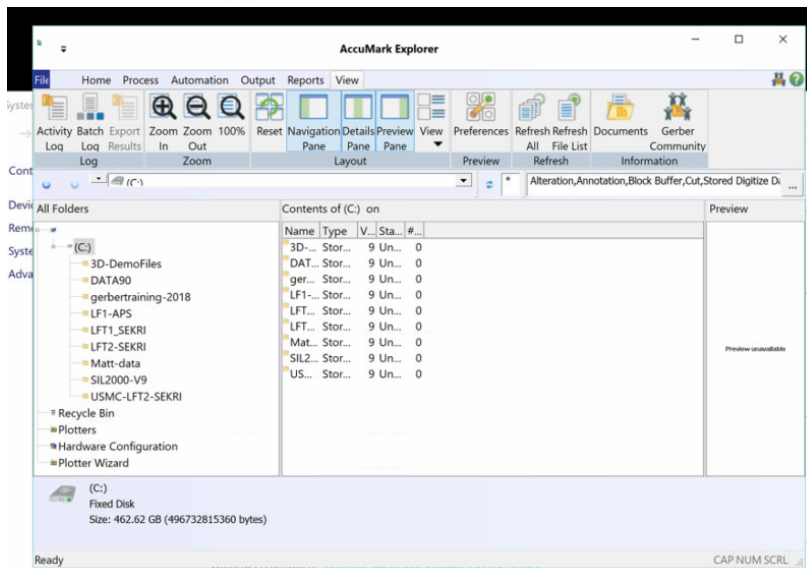 AccuMark Explorer
File Home Process Automation Output Reports View
Syste
Activity Log Batch Log Export Results Zoom In Zoom Out 100% Reset Navigation Pane Details Pane Preview Pane View Preferences Refresh All Refresh File List Documents Gerber Community
Log Zoom Layout Preview Refresh Information
Cont
(C:) * Alteration,Annotation,Block Buffer,Cut,Stored Digitize Da ...
Devi
All Folders Contents of (C:) on Preview
Rem
Name Type V... Sta... #...
Syste
(C:) 3D-... Stor... 9 Un... 0
3D-DemoFiles DAT... Stor... 9 Un... 0
Adva
DATA90 ger... Stor... 9 Un... 0
gerbertraining-2018 LF1-... Stor... 9 Un... 0
LF1-APS LFT... Stor... 9 Un... 0
LFT1_SEKRI LFT... Stor... 9 Un... 0
LFT2-SEKRI Mat... Stor... 9 Un... 0
Preview unavailable
Matt-data SIL2... Stor... 9 Un... 0
SIL2000-V9 US... Stor... 9 Un... 0
USMC-LFT2-SEKRI
Recycle Bin
Plotters
Hardware Configuration
Plotter Wizard
(C:)
Fixed Disk
Size: 462.62 GB (496732815360 bytes)
Ready CAP NUM SCRL